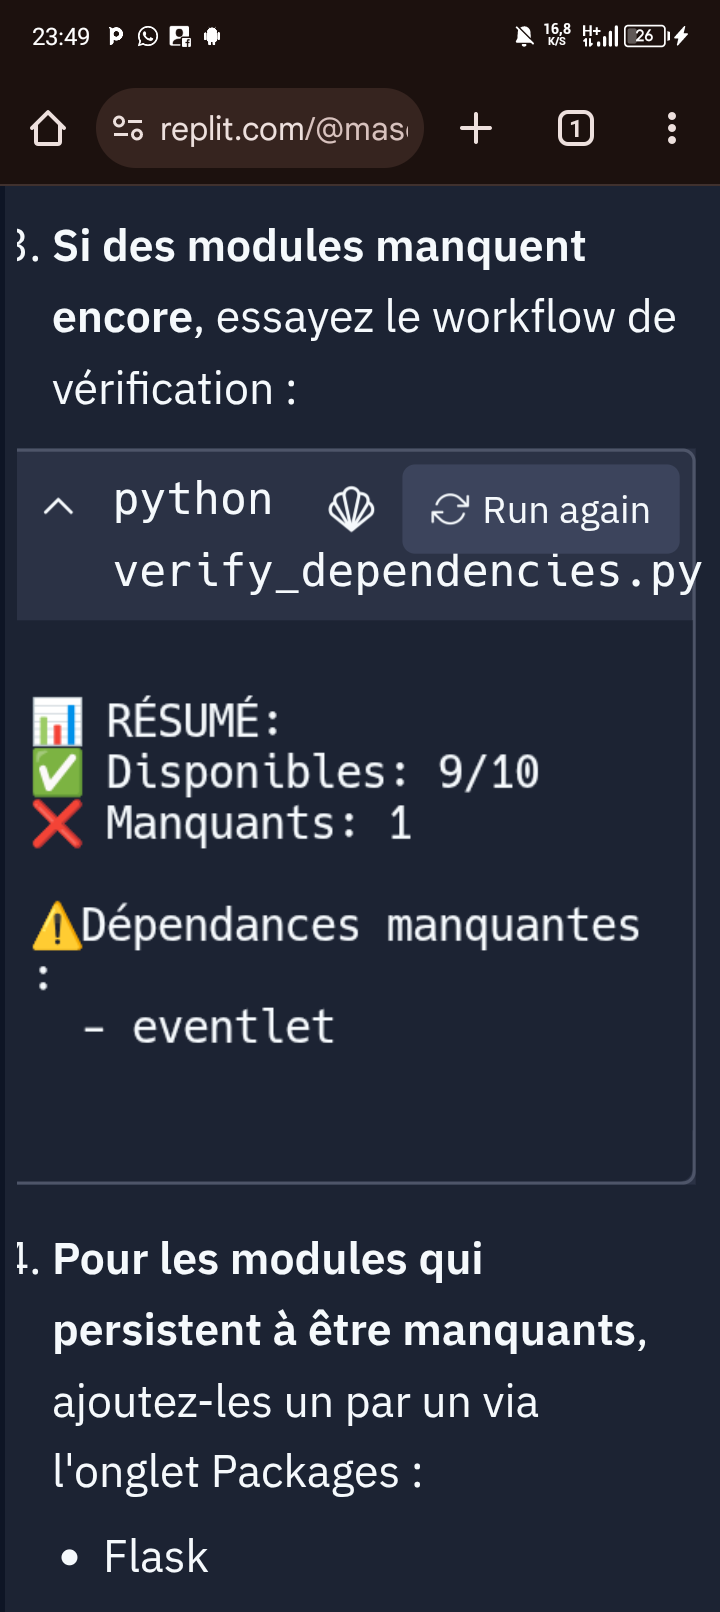 23:49 16,8 K/S H+ 26
replit.com/@mas 1
3. Si des modules manquent
encore, essayez le workflow de
vérification :
python Run again
verify_dependencies.py
RÉSUMÉ:
Disponibles: 9/10
Manquants: 1
Dépendances manquantes
:
- eventlet
4. Pour les modules qui
persistent à être manquants,
ajoutez-les un par un via
l'onglet Packages :
• Flask